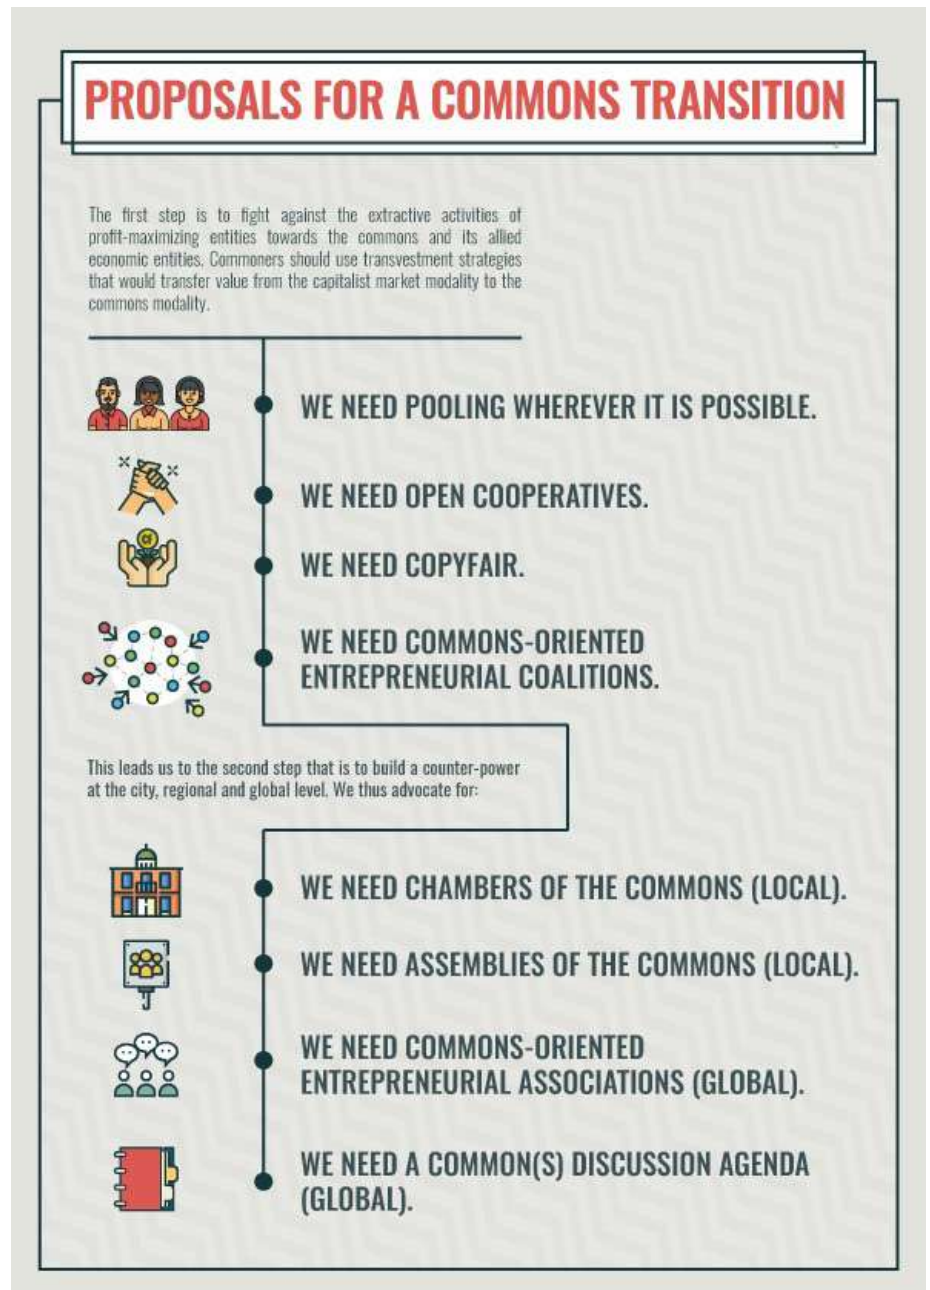 PROPOSALS FOR A COMMONS TRANSITION
The first step is to fight against the extractive activities of
profit-maximizing entities towards the commons and its allied
economic entities. Commoners should use transvestment strategies
that would transfer value from the capitalist market modality to the
commons modality.
WE NEED POOLING WHEREVER IT IS POSSIBLE.
WE NEED OPEN COOPERATIVES.
WE NEED COPYFAIR.
WE NEED COMMONS-ORIENTED
ENTREPRENEURIAL COALITIONS.
This leads us to the second step that is to build a counter-power
at the city, regional and global level. We thus advocate for:
WE NEED CHAMBERS OF THE COMMONS (LOCAL).
WE NEED ASSEMBLIES OF THE COMMONS (LOCAL).
WE NEED COMMONS-ORIENTED
ENTREPRENEURIAL ASSOCIATIONS (GLOBAL).
WE NEED A COMMON(S) DISCUSSION AGENDA
(GLOBAL).